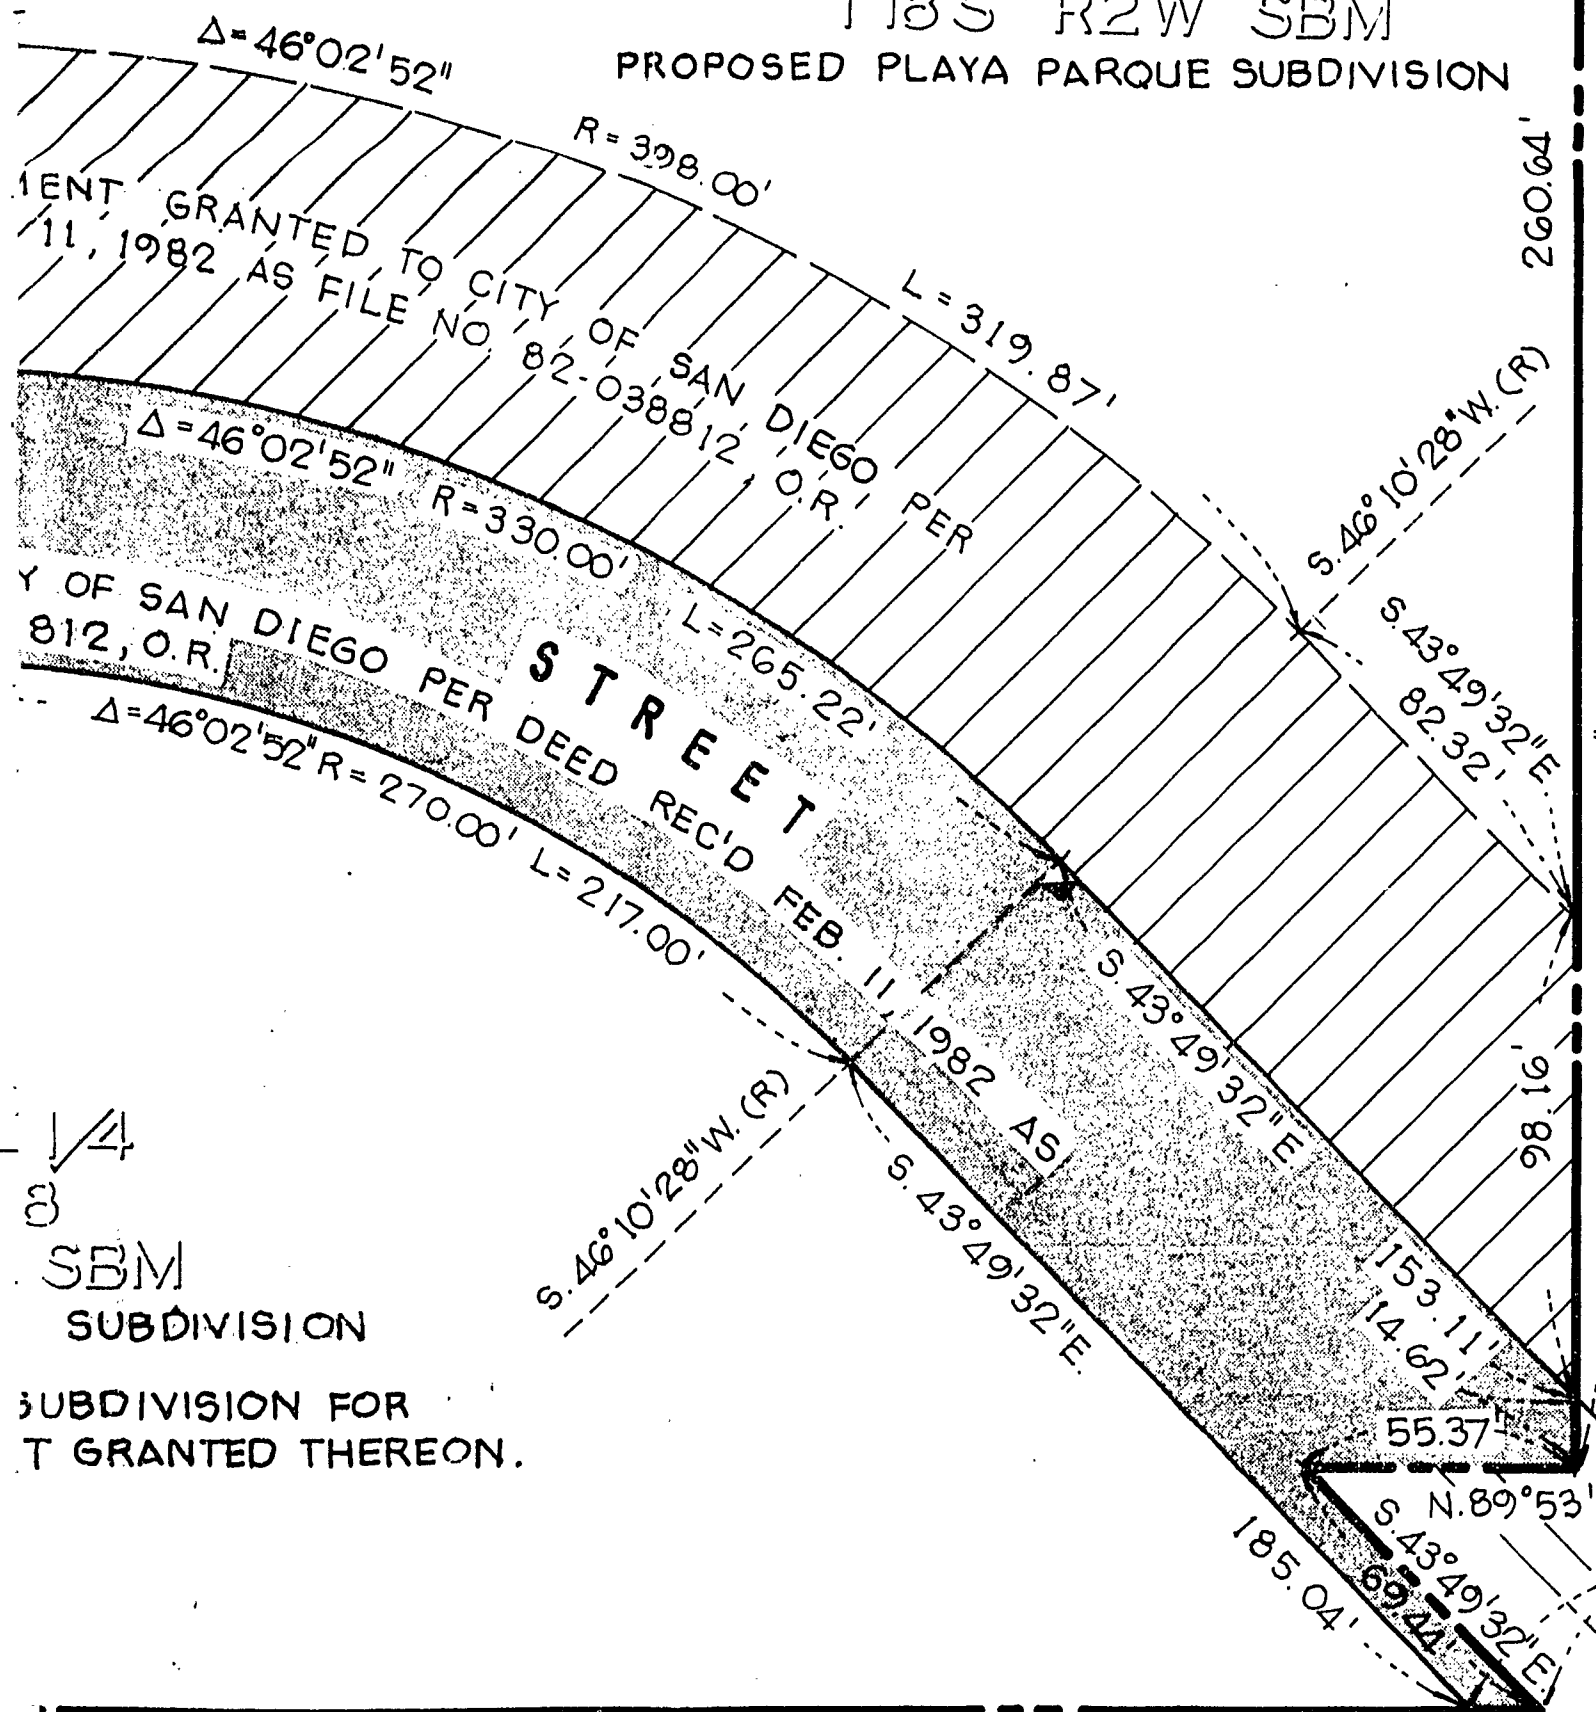 T18S R2W SBM
PROPOSED PLAYA PARQUE SUBDIVISION
Δ=46°02'52"
R=398.00'
L=319.87'
260.64'
GRANTED TO CITY OF SAN DIEGO PER
11, 1982 AS FILE NO. 82-038812, O.R.
S.46°10'28"W.(R)
S.43°49'32"E.
82.32'
Δ=46°02'52"
R=330.00'
L=265.22'
STREET
Y OF SAN DIEGO PER DEED REC'D FEB. 11, 1982 AS
812, O.R.
Δ=46°02'52" R=270.00' L=217.00'
S.43°49'32"E
153.11'
14.62'
98.16'
S.46°10'28"W.(R)
S.43°49'32"E.
185.04'
55.37'
N.89°53'
S.43°49'32"E.
69.44'
1/4
8
SBM
SUBDIVISION
SUBDIVISION FOR
T GRANTED THEREON.